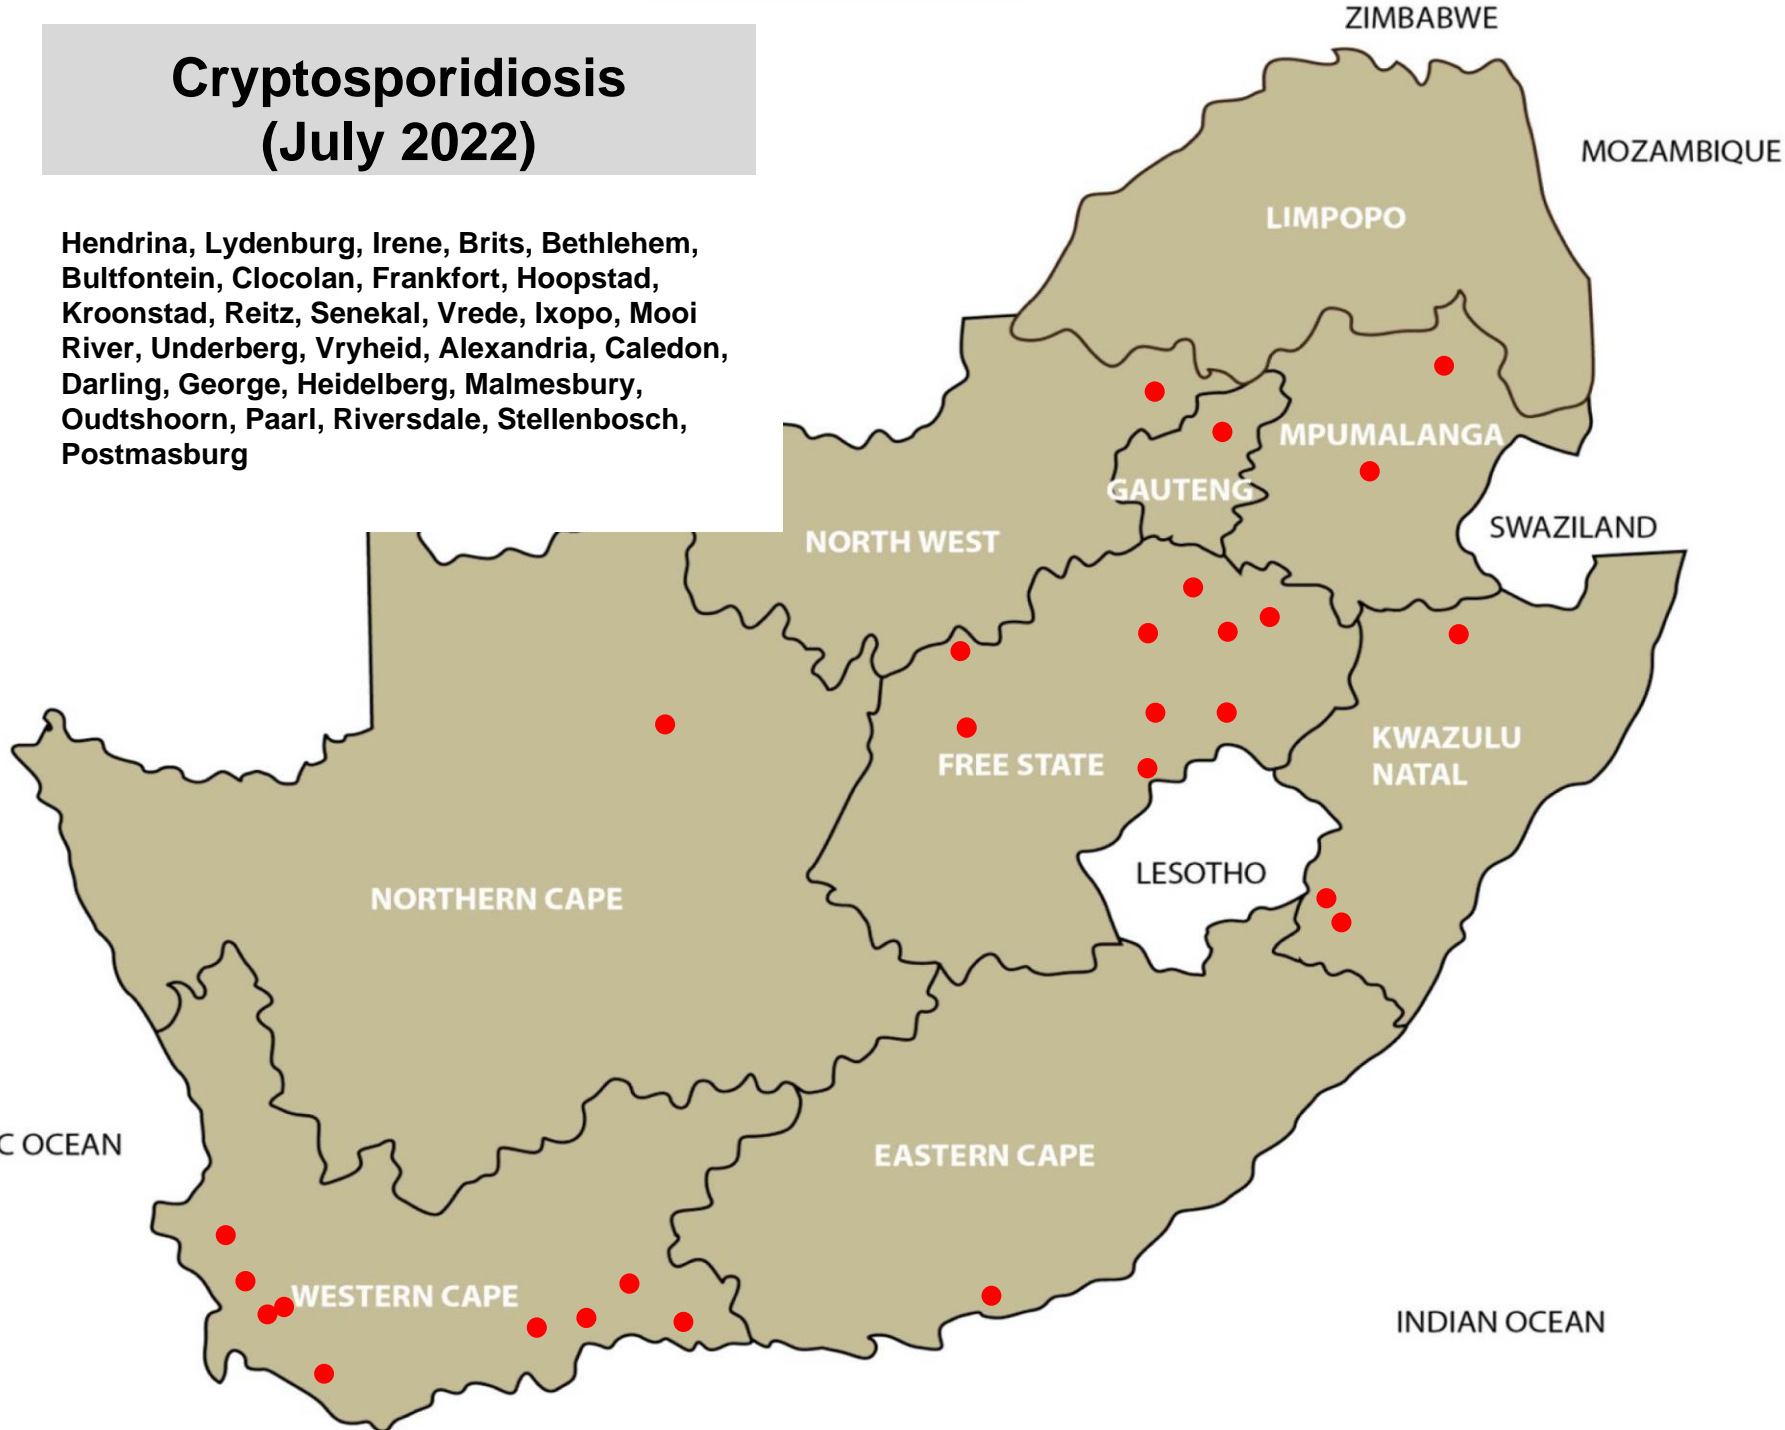 ZIMBABWE
Cryptosporidiosis
(July 2022)
MOZAMBIQUE
LIMPOPO
Hendrina, Lydenburg, Irene, Brits, Bethlehem,
Bultfontein, Clocolan, Frankfort, Hoopstad,
Kroonstad, Reitz, Senekal, Vrede, Ixopo, Mooi
River, Underberg, Vryheid, Alexandria, Caledon,
Darling, George, Heidelberg, Malmesbury,
Oudtshoorn, Paarl, Riversdale, Stellenbosch,
Postmasburg
MPUMALANGA
GAUTENG
SWAZILAND
NORTH WEST
KWAZULU
NATAL
FREE STATE
LESOTHO
NORTHERN CAPE
C OCEAN
EASTERN CAPE
WESTERN CAPE
INDIAN OCEAN